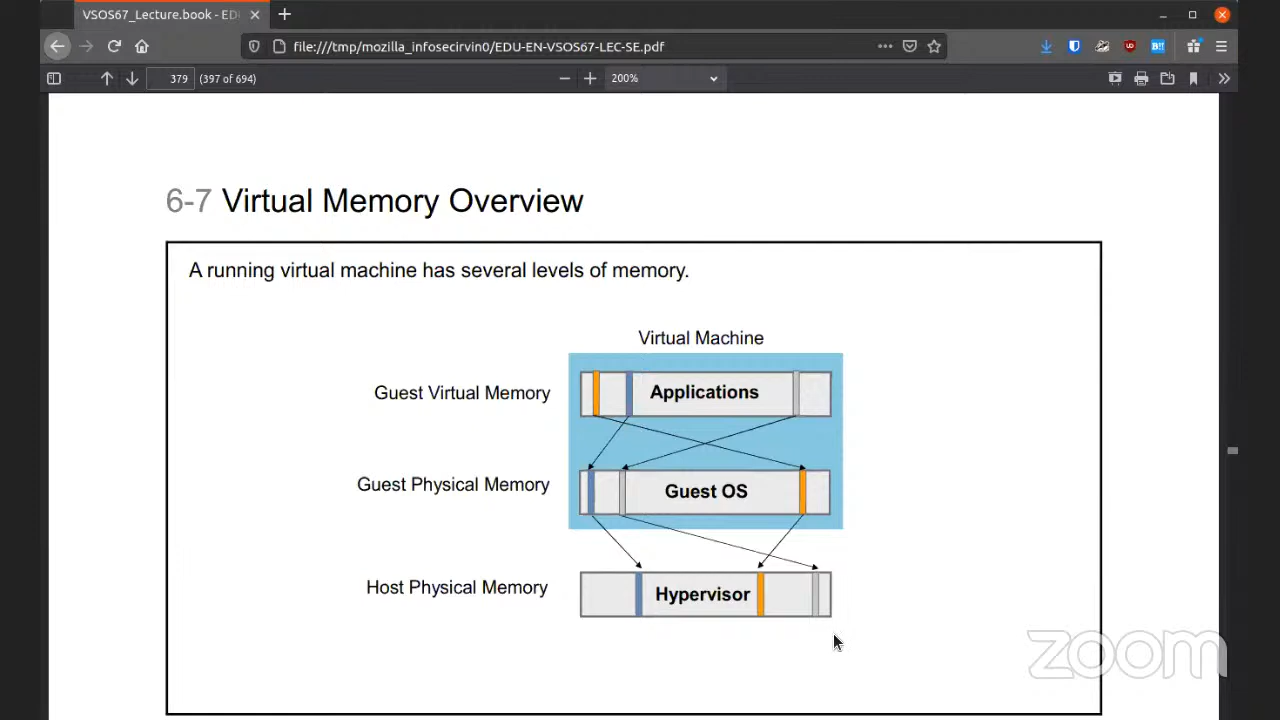 VSOS67_Lecture.book - ED
file:///tmp/mozilla_infosecirvin0/EDU-EN-VSOS67-LEC-SE.pdf
379 (397 of 694)
200%
6-7 Virtual Memory Overview
A running virtual machine has several levels of memory.
Virtual Machine
Guest Virtual Memory
Applications
Guest Physical Memory
Guest OS
Host Physical Memory
Hypervisor
zoom